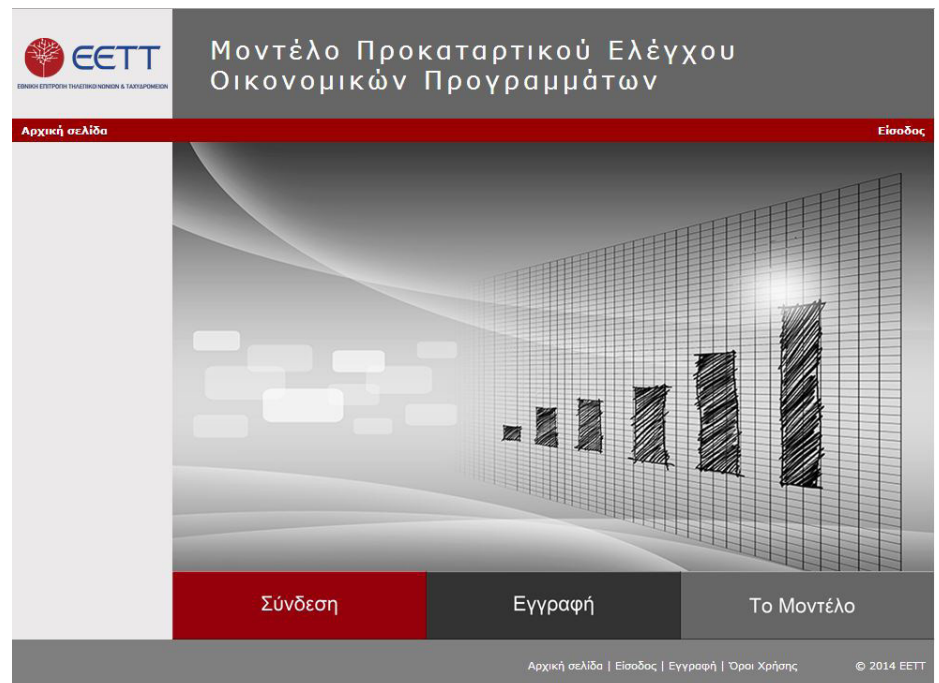 ΕΕΤΤ
ΕΘΝΙΚΗ ΕΠΙΤΡΟΠΗ ΤΗΛΕΠΙΚΟΙΝΩΝΙΩΝ & ΤΑΧΥΔΡΟΜΕΙΩΝ
Μοντέλο Προκαταρτικού Ελέγχου
Οικονομικών Προγραμμάτων
Αρχική σελίδα Είσοδος
Σύνδεση Εγγραφή Το Μοντέλο
Αρχική σελίδα | Είσοδος | Εγγραφή | Όροι Χρήσης © 2014 ΕΕΤΤ